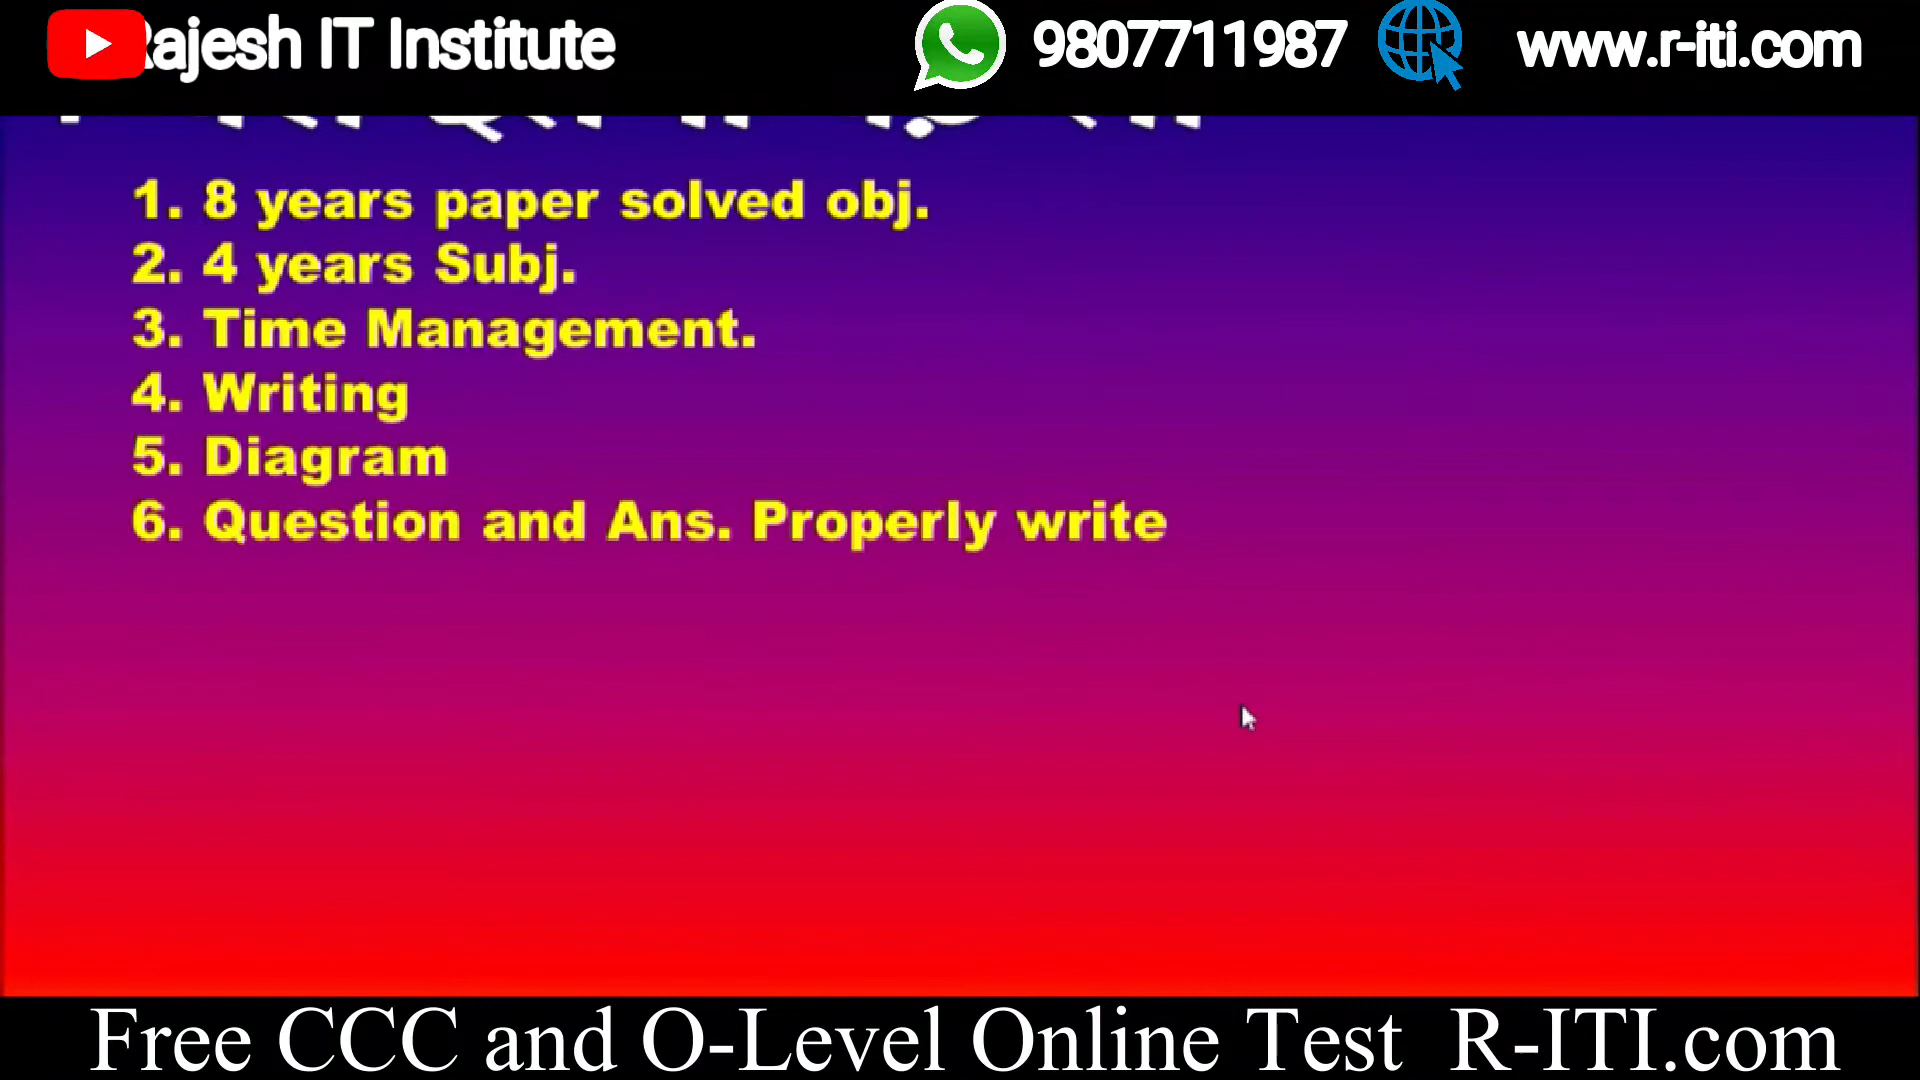 Rajesh IT Institute 9807711987 www.r-iti.com
1. 8 years paper solved obj.
2. 4 years Subj.
3. Time Management.
4. Writing
5. Diagram
6. Question and Ans. Properly write
Free CCC and O-Level Online Test R-ITI.com